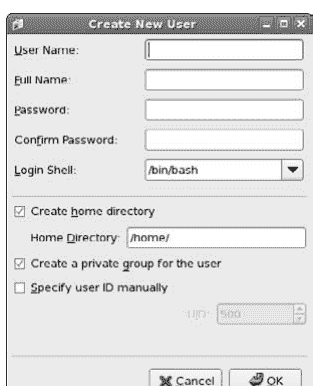 Create New User
User Name:
Full Name:
Password:
Confirm Password:
Login Shell: /bin/bash
Create home directory
Home Directory: /home/
Create a private group for the user
Specify user ID manually
UID: 500
Cancel OK